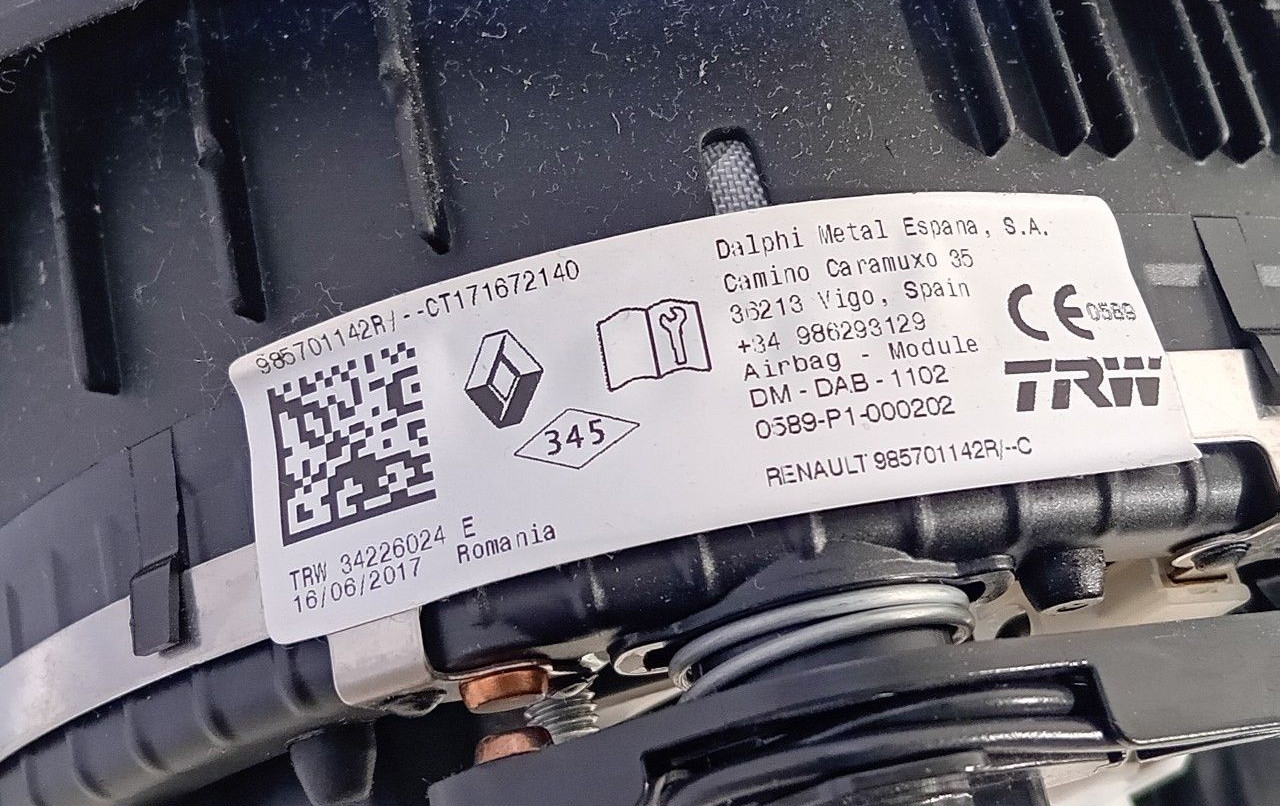 985701142R/--CT171672140
345
TRW 34226024 E
16/06/2017 Romania
Dalphi Metal Espana, S.A.
Camino Caramuxo 35
36213 Vigo, Spain
+34 986293129
Airbag - Module
DM-DAB-1102
0589-P1-000202
RENAULT 985701142R/--C
CE 0589
TRW